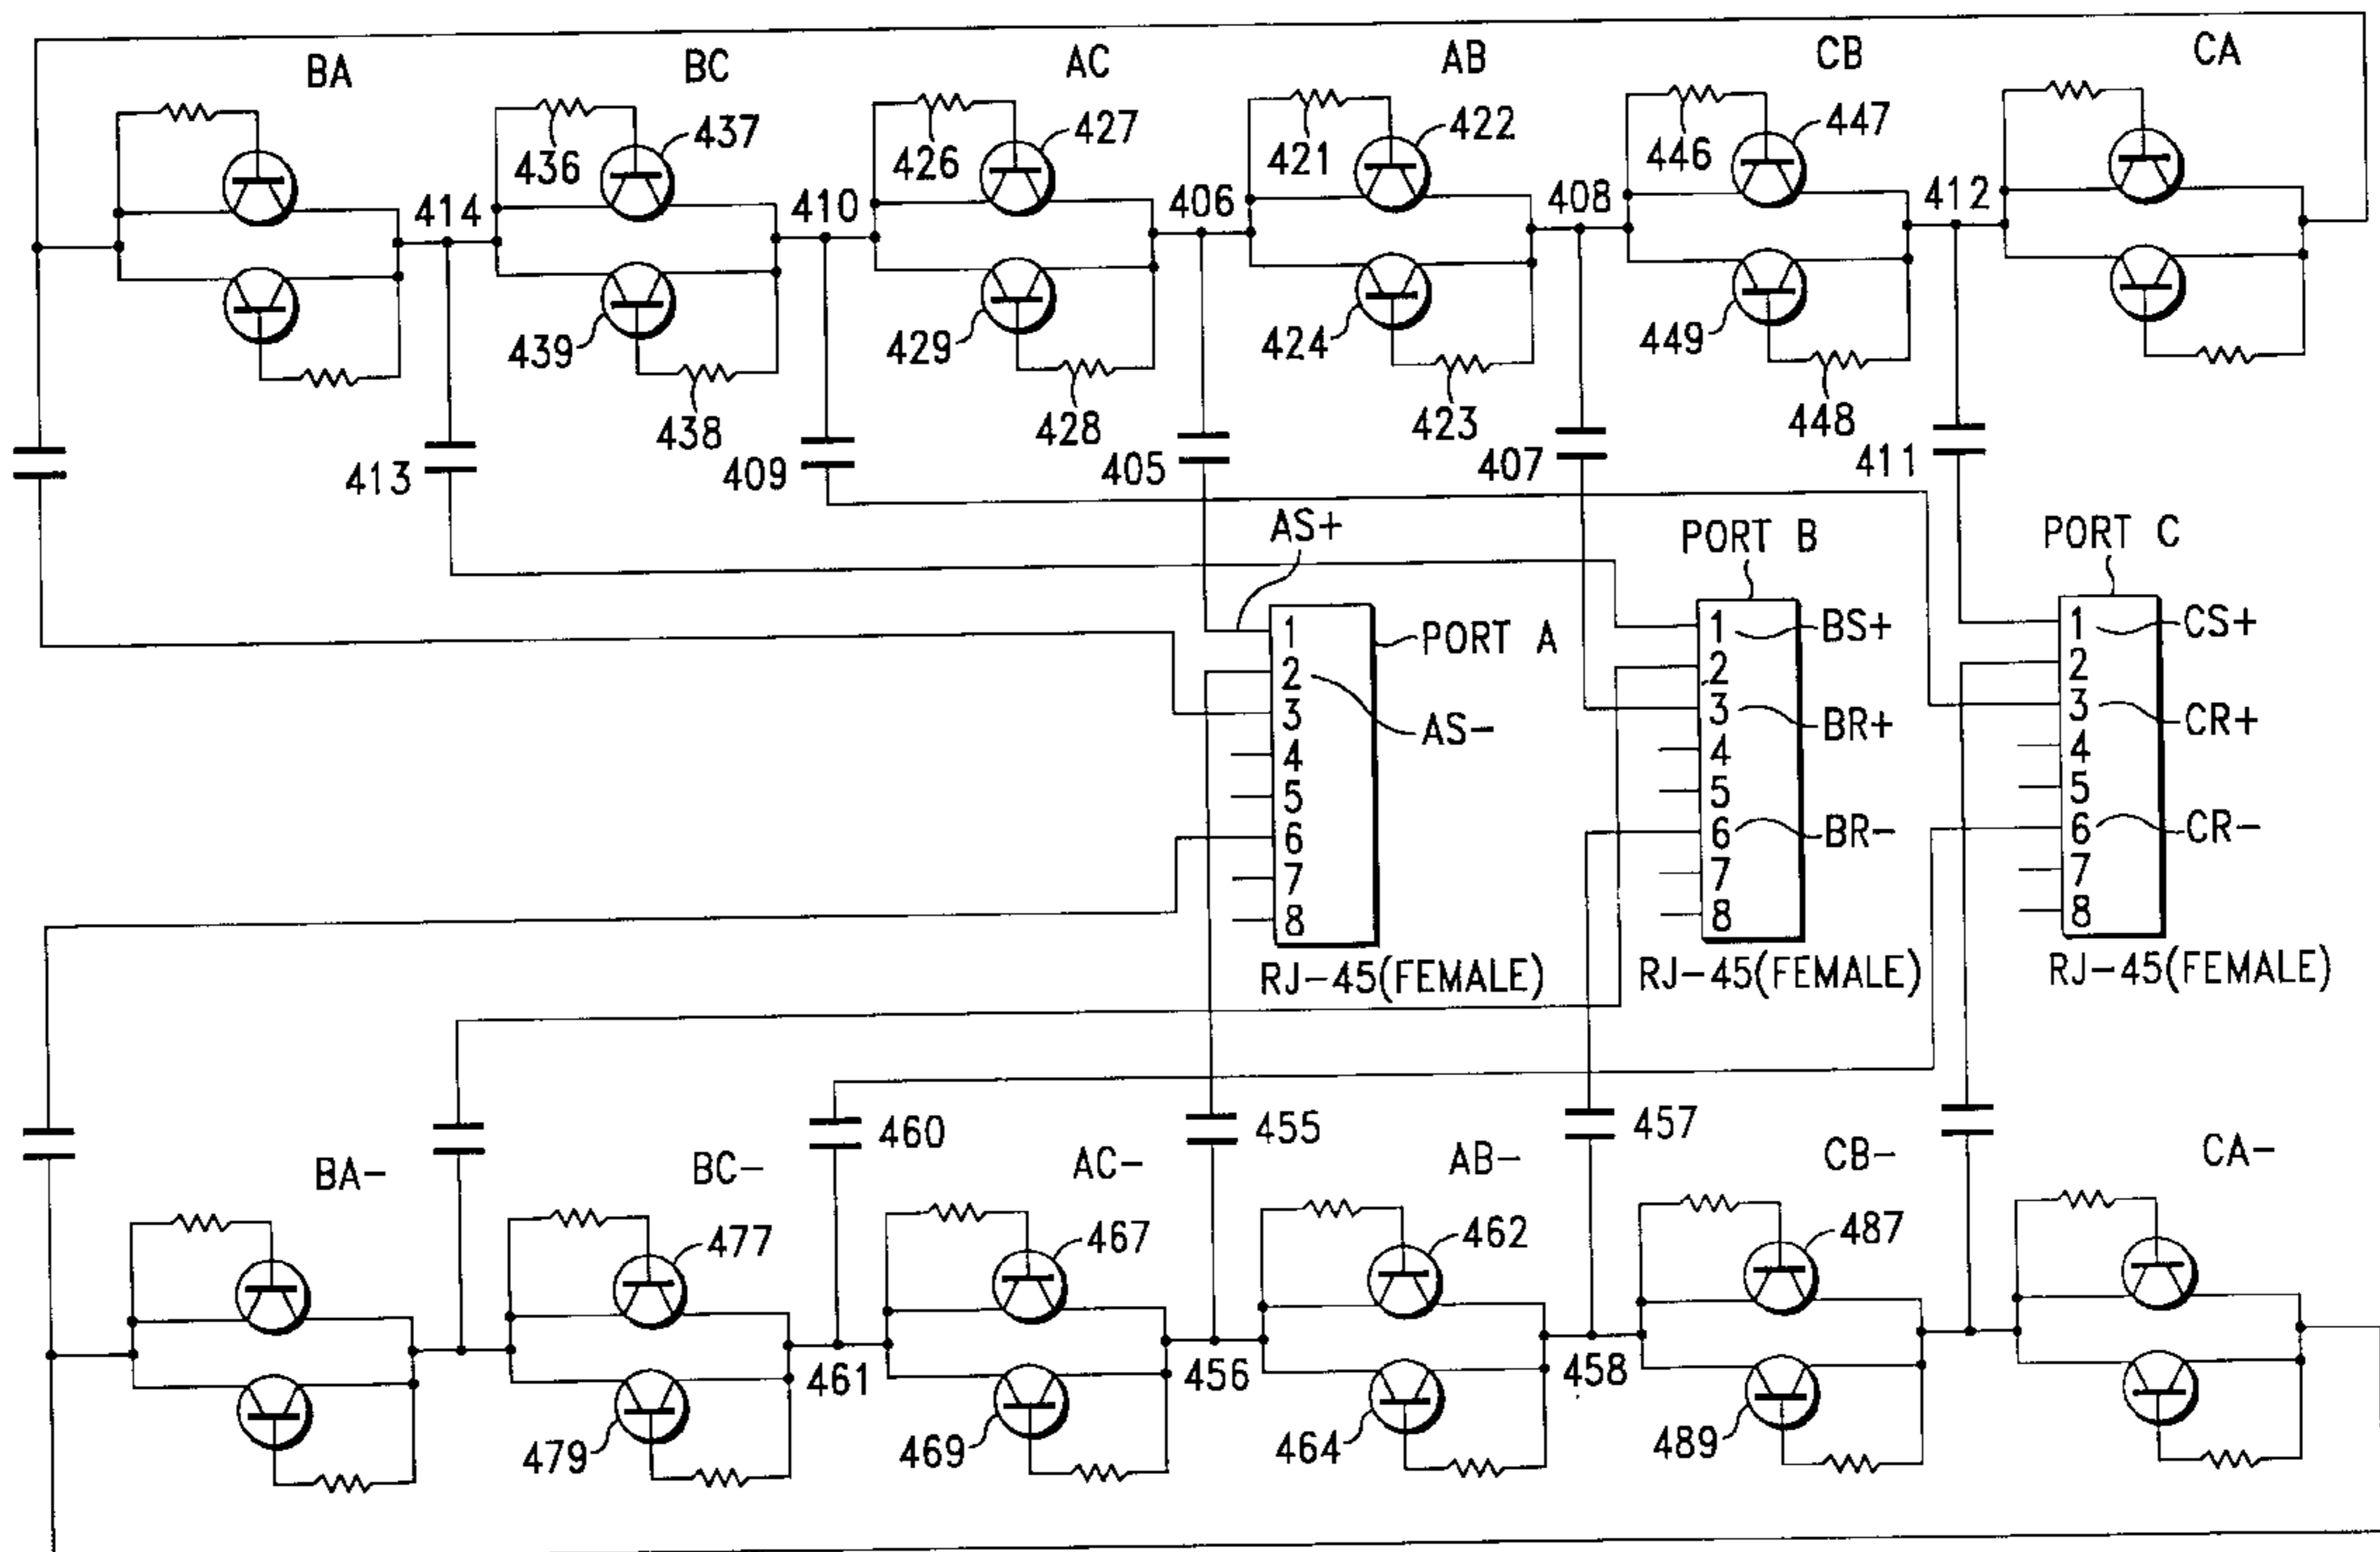 BA BC AC AB CB CA
436 437 426 427 421 422 446 447
414 410 406 408 412
439 429 424 449
438 428 423 448
413 409 405 407 411
AS+ PORT B PORT C
1 PORT A
2 AS-
3
4
5
6
7
8
RJ-45(FEMALE)
1 BS+
2
3 BR+
4
5
6 BR-
7
8
RJ-45(FEMALE)
1 CS+
2
3 CR+
4
5
6 CR-
7
8
RJ-45(FEMALE)
460 455 457
BA- BC- AC- AB- CB- CA-
477 467 462 487
461 456 458
479 469 464 489